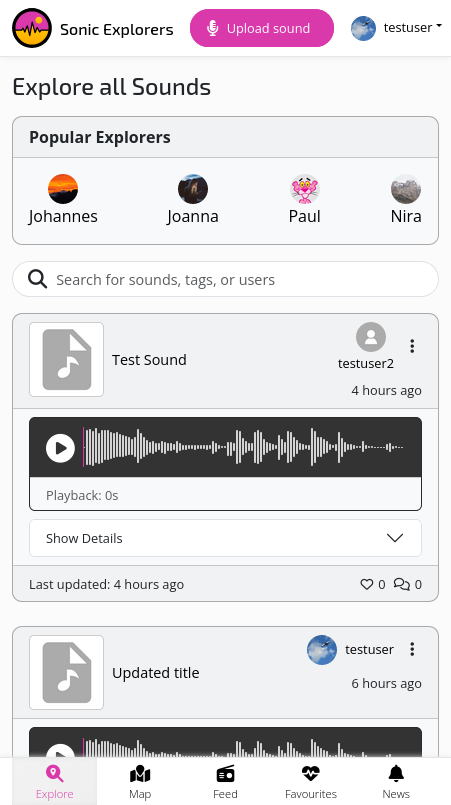 Sonic Explorers
Upload sound
testuser
Explore all Sounds
Popular Explorers
Johannes
Joanna
Paul
Nira
Search for sounds, tags, or users
Test Sound
testuser2
4 hours ago
Playback: 0s
Show Details
Last updated: 4 hours ago
0
0
Updated title
testuser
6 hours ago
Explore
Map
Feed
Favourites
News